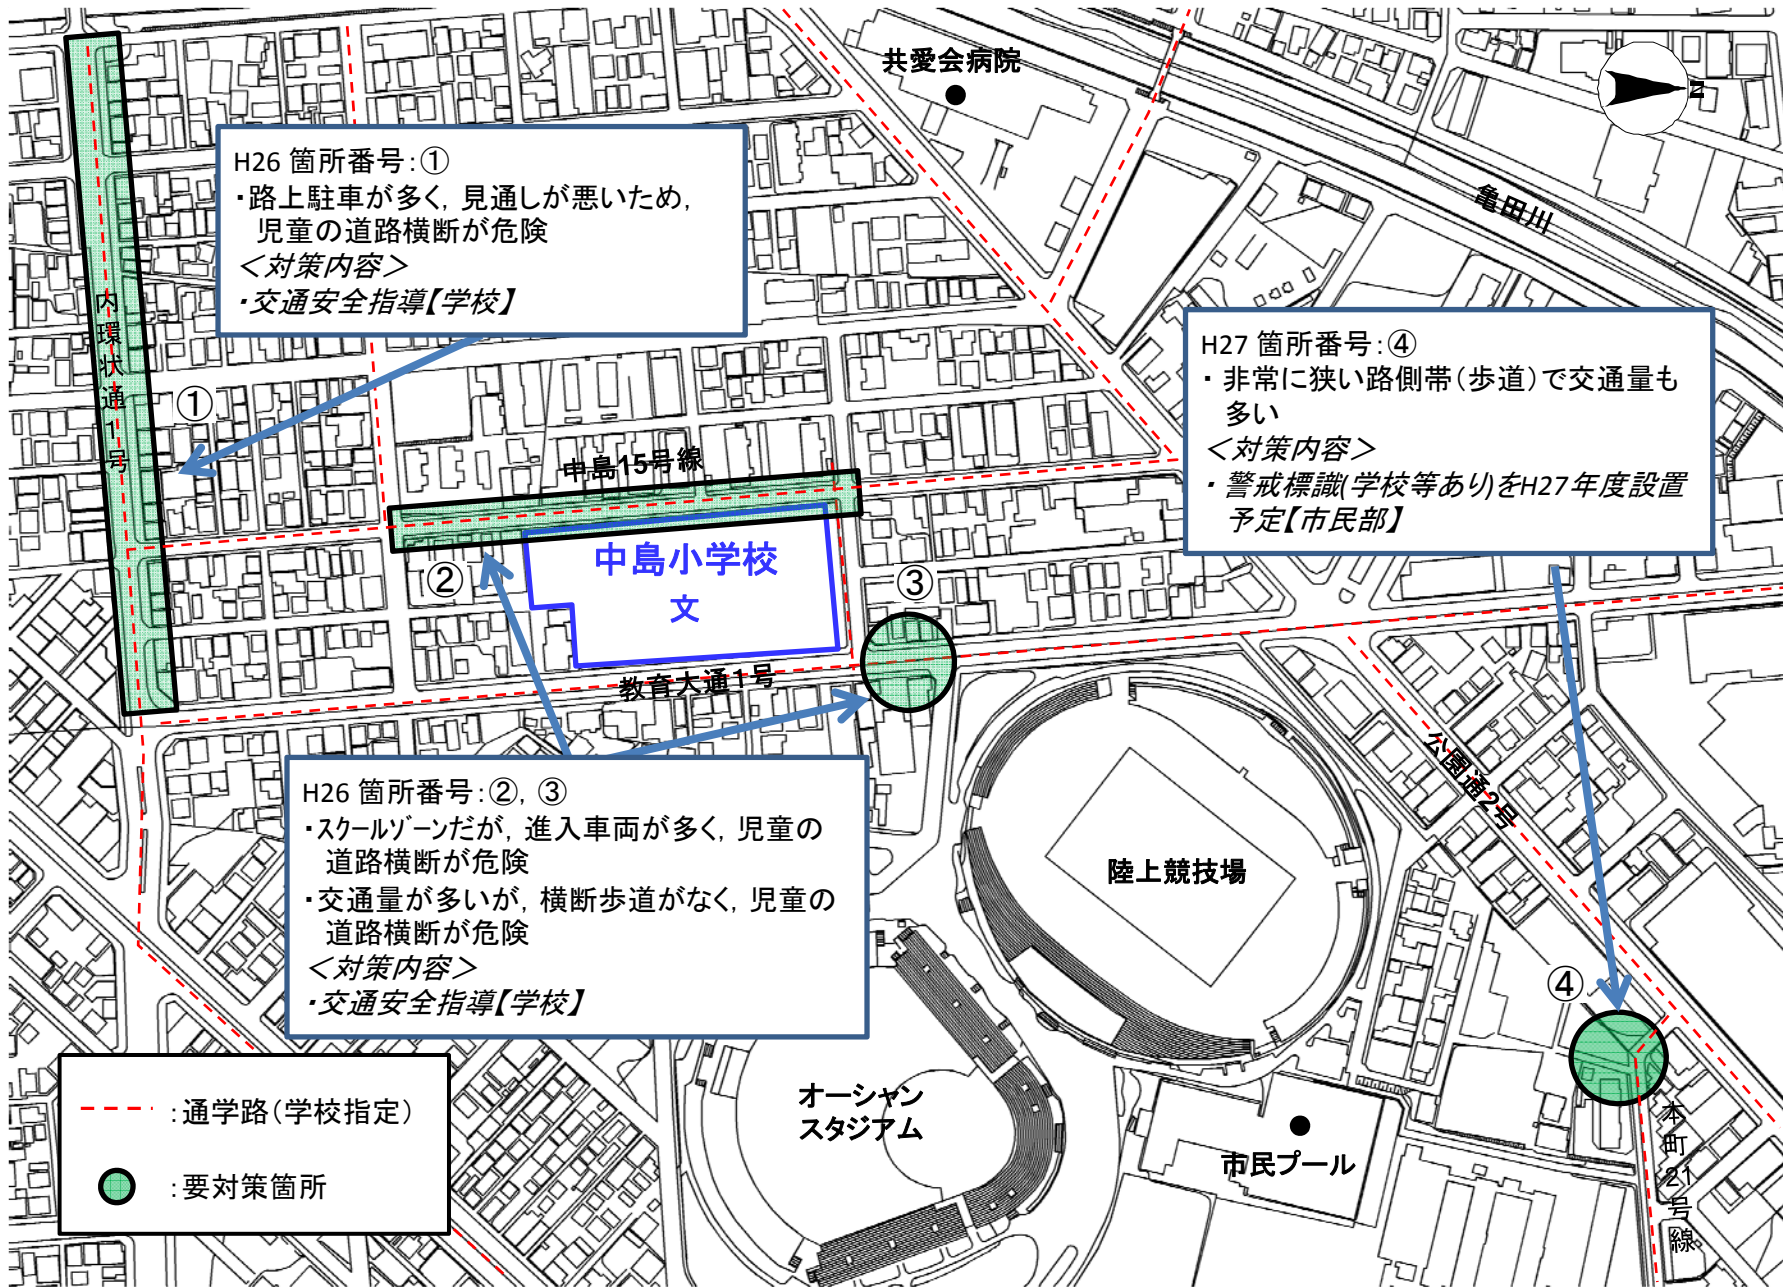 共愛会病院
N
亀田川
H26 箇所番号:①
・路上駐車が多く, 見通しが悪いため,
児童の道路横断が危険
<対策内容>
・交通安全指導【学校】
内環状通1号
①
H27 箇所番号:④
・非常に狭い路側帯(歩道)で交通量も
多い
<対策内容>
・警戒標識(学校等あり)をH27年度設置
予定【市民部】
中島15号線
中島小学校
文
②
③
教育大通1号
H26 箇所番号:②, ③
・スクールゾーンだが, 進入車両が多く, 児童の
道路横断が危険
・交通量が多いが, 横断歩道がなく, 児童の
道路横断が危険
<対策内容>
・交通安全指導【学校】
公園通2号
陸上競技場
④
オーシャン
スタジアム
市民プール
本町21号線
:通学路(学校指定)
:要対策箇所